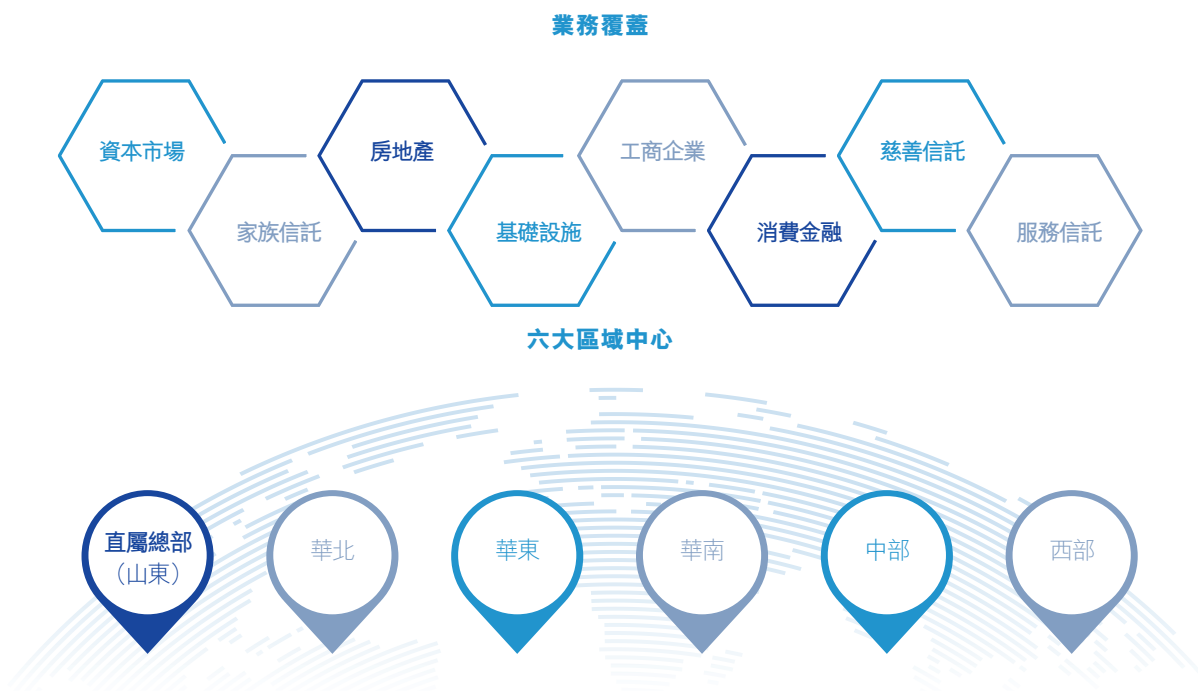 業務覆蓋
資本市場
房地產
工商企業
慈善信託
家族信託
基礎設施
消費金融
服務信託
六大區域中心
直屬總部
（山東）
華北
華東
華南
中部
西部